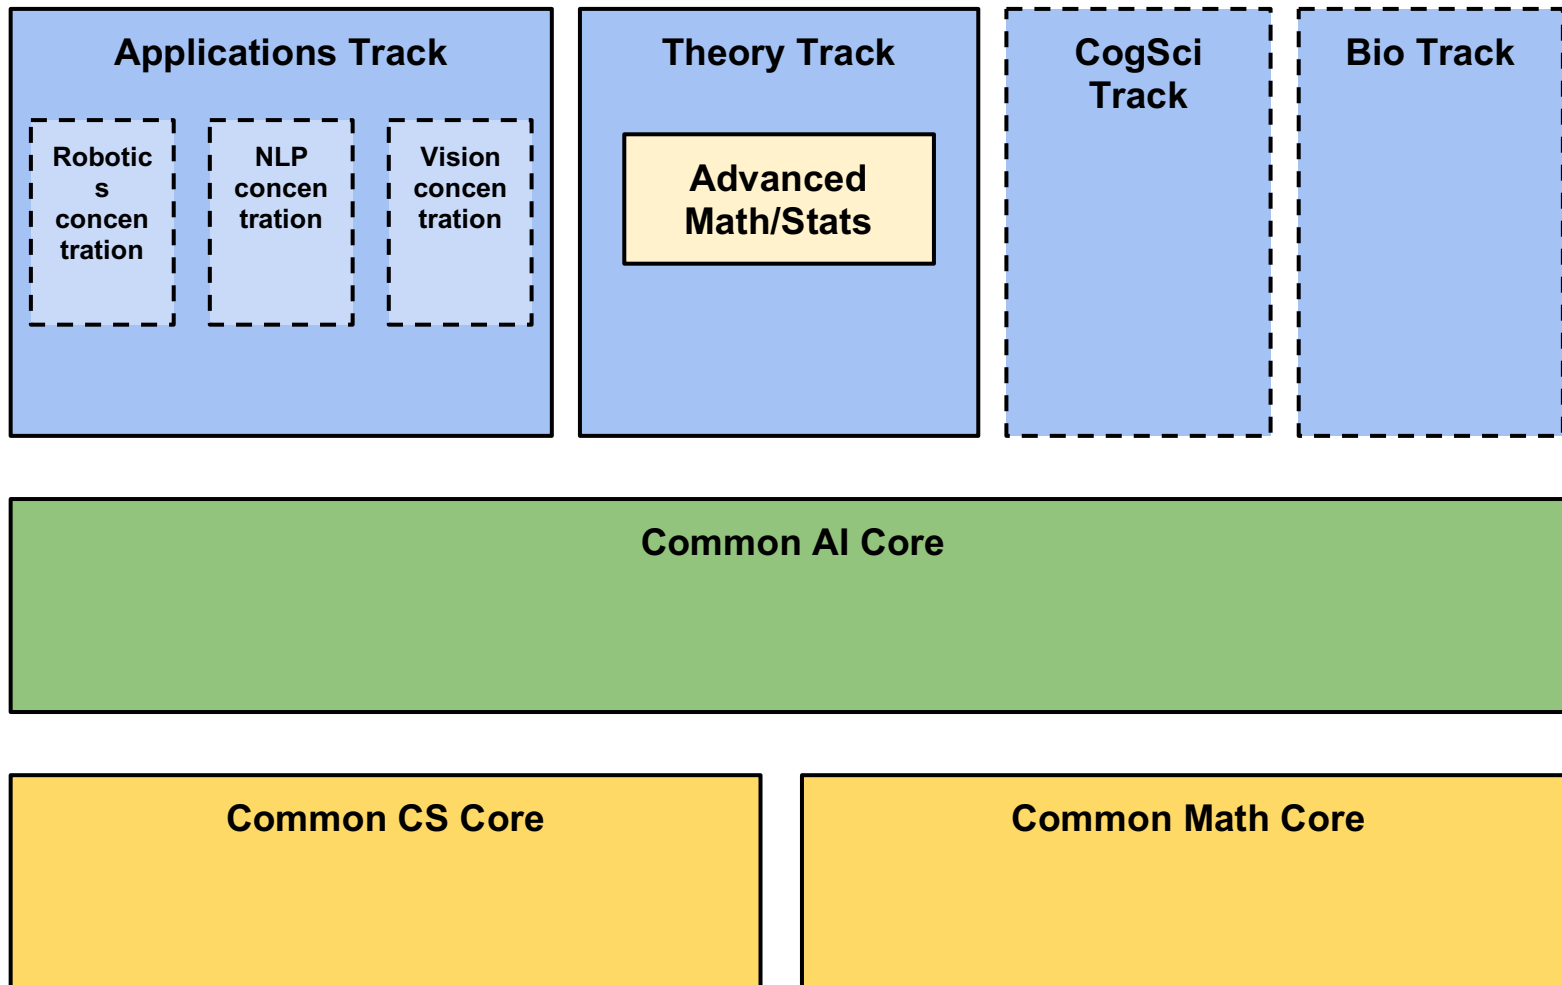 Applications Track
Robotic
s
concen
tration
NLP
concen
tration
Vision
concen
tration
Theory Track
Advanced
Math/Stats
CogSci
Track
Bio Track
Common AI Core
Common CS Core
Common Math Core